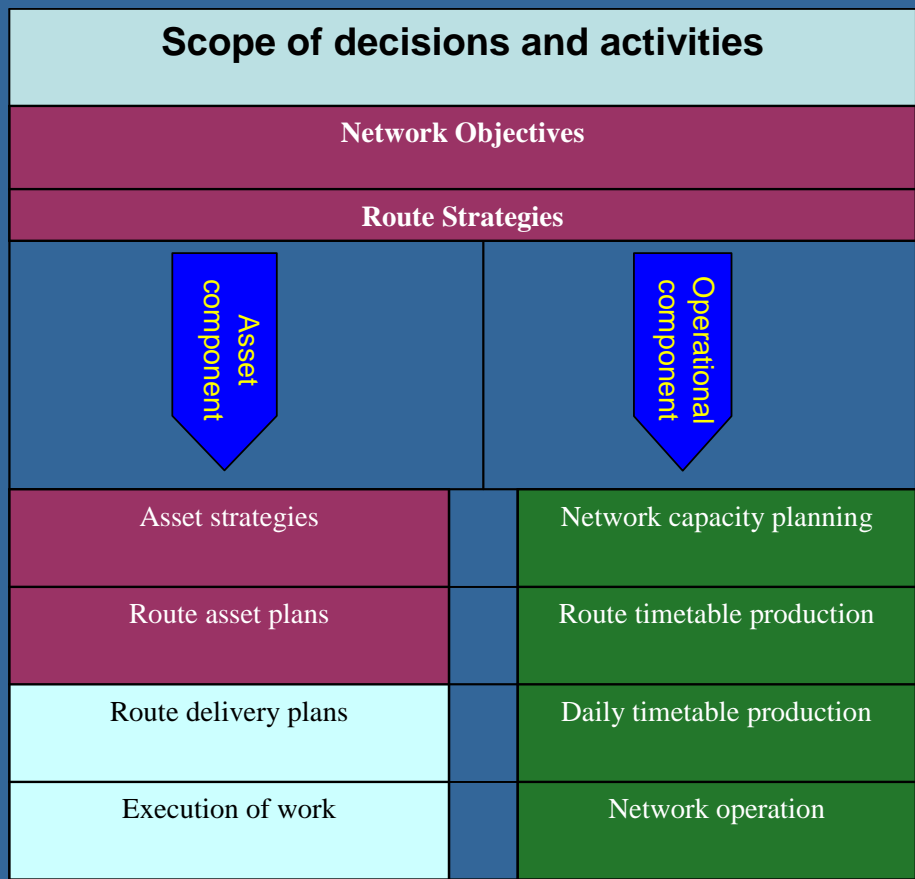 Scope of decisions and activities
Network Objectives
Route Strategies
Asset
component
Operational
component
Asset strategies
Network capacity planning
Route asset plans
Route timetable production
Route delivery plans
Daily timetable production
Execution of work
Network operation